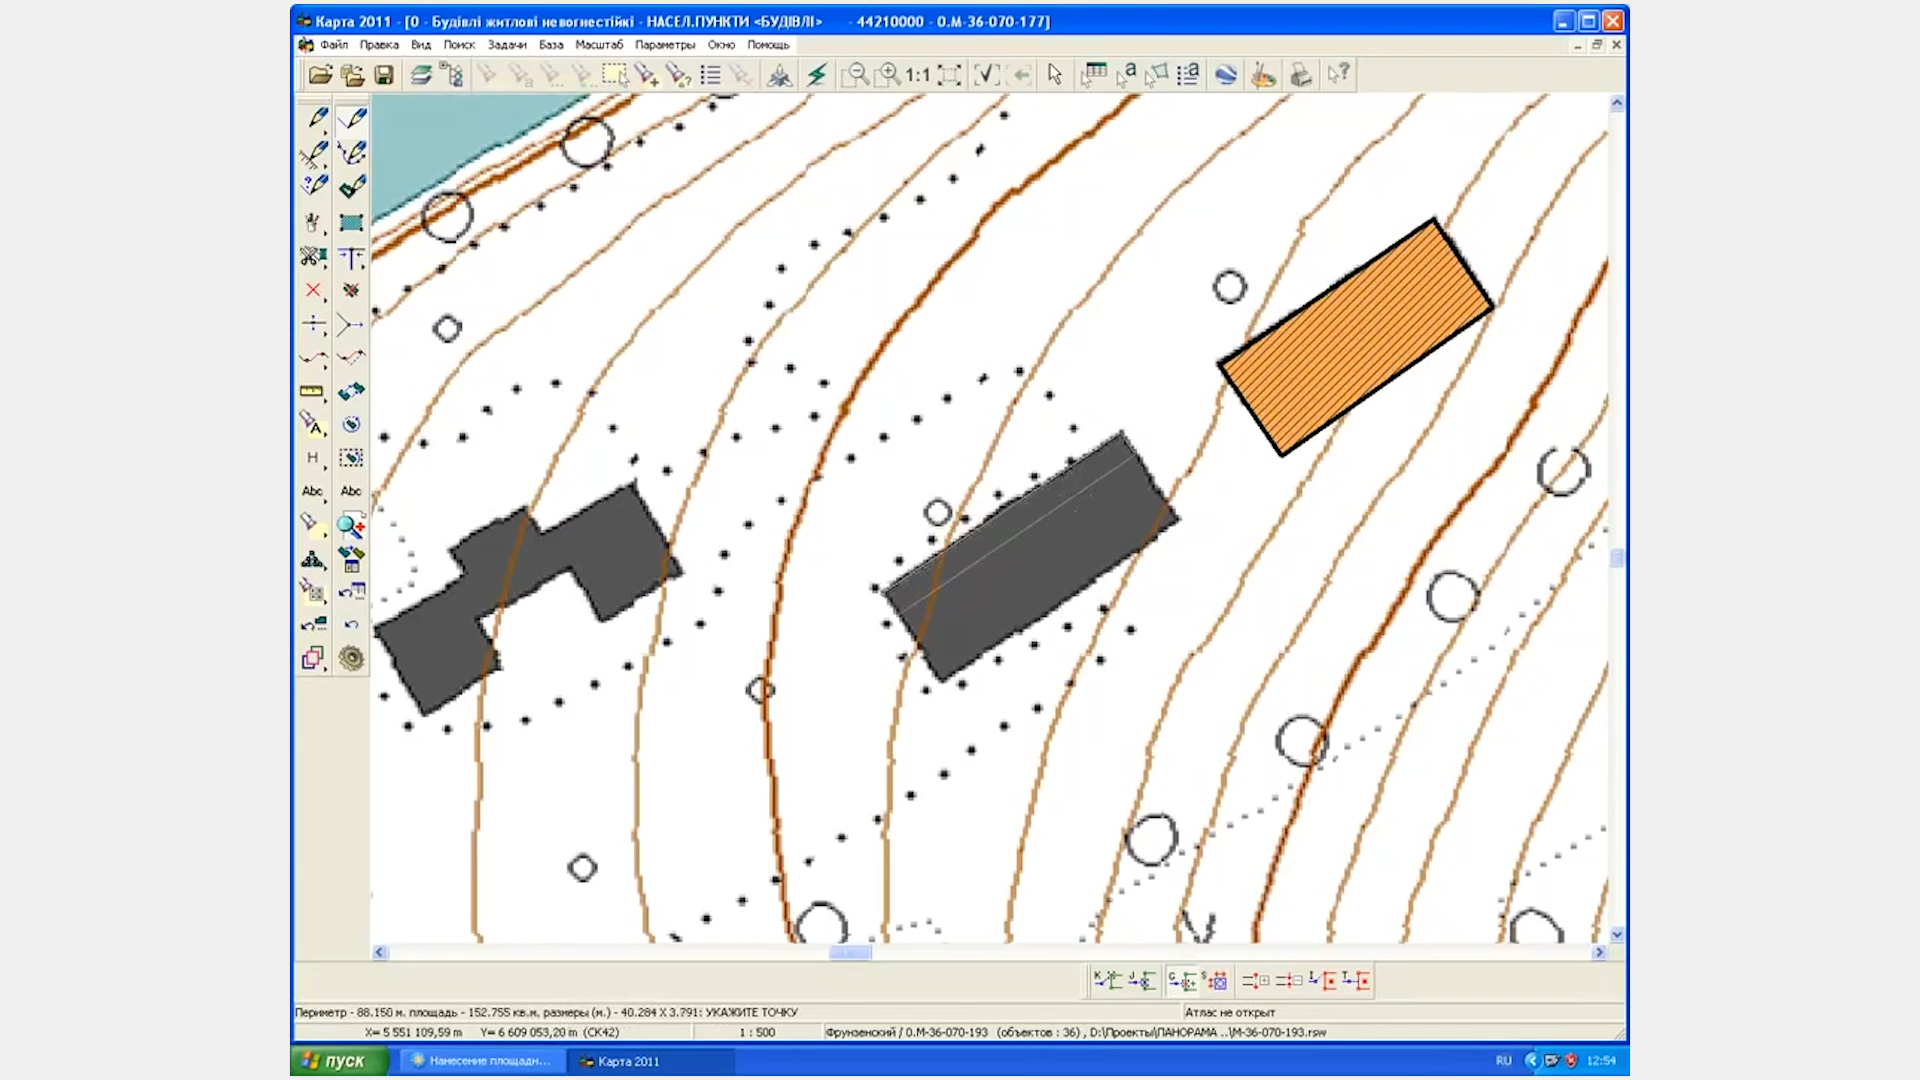 Карта 2011 - [0 - Будівлі житлові невогнестійкі - НАСЕЛ.ПУНКТИ <БУДІВЛІ> - 44210000 - 0.М-36-070-177]
Файл Правка Вид Поиск Задачи База Масштаб Параметры Окно Помощь
1:1 a a
A
H
Abc Abc
K J G S I T
Периметр - 88.150 м. площадь - 152.755 кв.м, размеры (м.) - 40.284 X 3.791: УКАЖИТЕ ТОЧКУ Атлас не открыт
X= 5 551 109,59 m Y= 6 609 053,20 m (СК42) 1 : 500 Фрунзенский / 0.М-36-070-193 (объектов : 36) , D:\Проекты\ПАНОРАМА ..\М-36-070-193.rsw
пуск Нанесение площадн... Карта 2011 RU 12:54